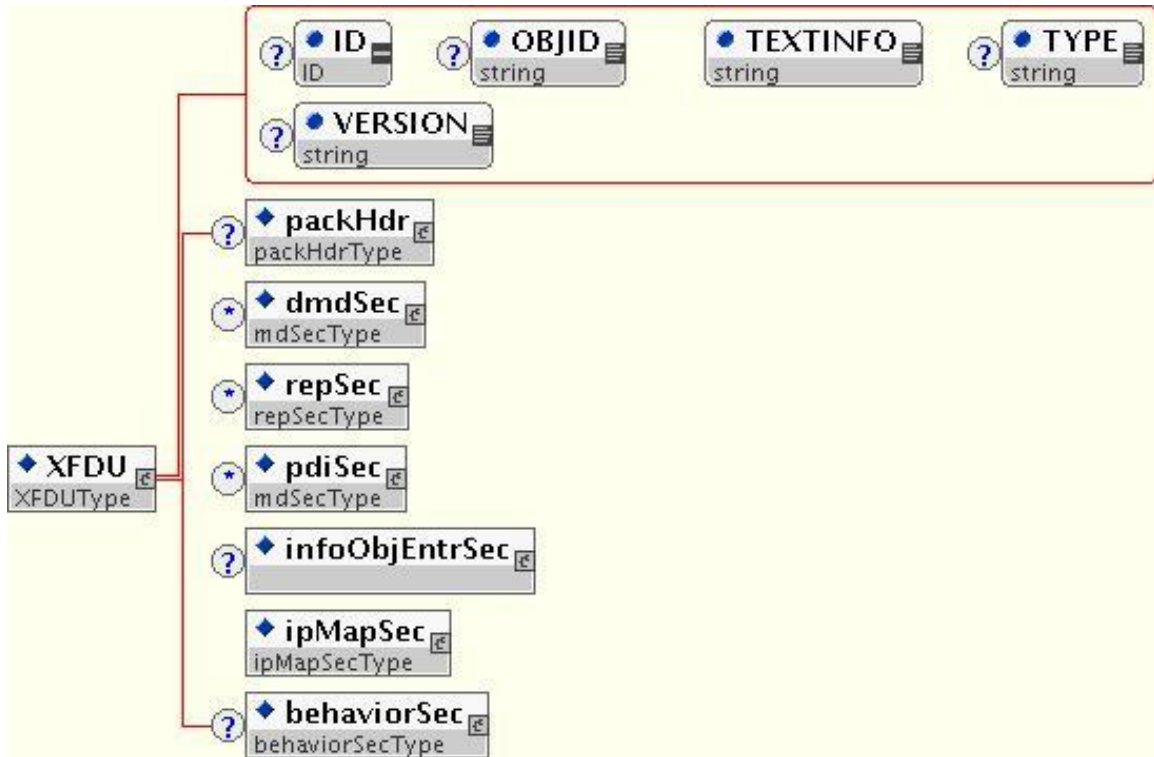 ? ID ? OBJID TEXTINFO ? TYPE
ID string string string
? VERSION
string
? packHdr
packHdrType
* dmdSec
mdSecType
* repSec
repSecType
XFDU
XFDUType
* pdiSec
mdSecType
? infoObjEntrSec
ipMapSec
ipMapSecType
? behaviorSec
behaviorSecType